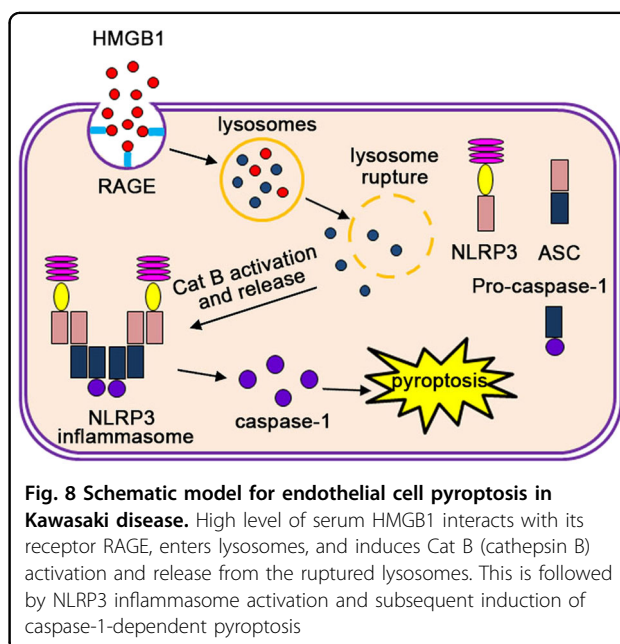 HMGB1
RAGE
lysosomes
lysosome
rupture
NLRP3
ASC
Pro-caspase-1
Cat B activation
and release
NLRP3
inflammasome
caspase-1
pyroptosis
Fig. 8 Schematic model for endothelial cell pyroptosis in
Kawasaki disease. High level of serum HMGB1 interacts with its
receptor RAGE, enters lysosomes, and induces Cat B (cathepsin B)
activation and release from the ruptured lysosomes. This is followed
by NLRP3 inflammasome activation and subsequent induction of
caspase-1-dependent pyroptosis